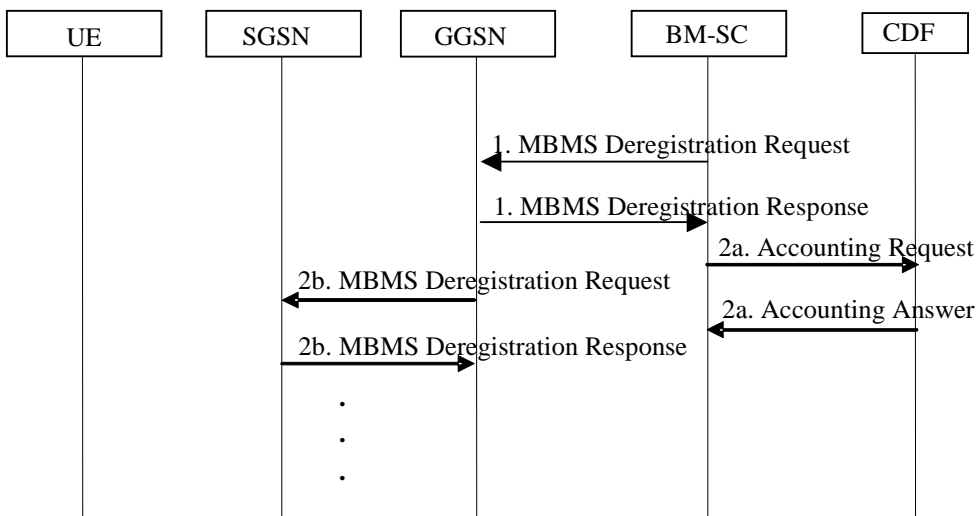 UE
SGSN
GGSN
BM-SC
CDF
1. MBMS Deregistration Request
1. MBMS Deregistration Response
2a. Accounting Request
2b. MBMS Deregistration Request
2a. Accounting Answer
2b. MBMS Deregistration Response
.
.
.